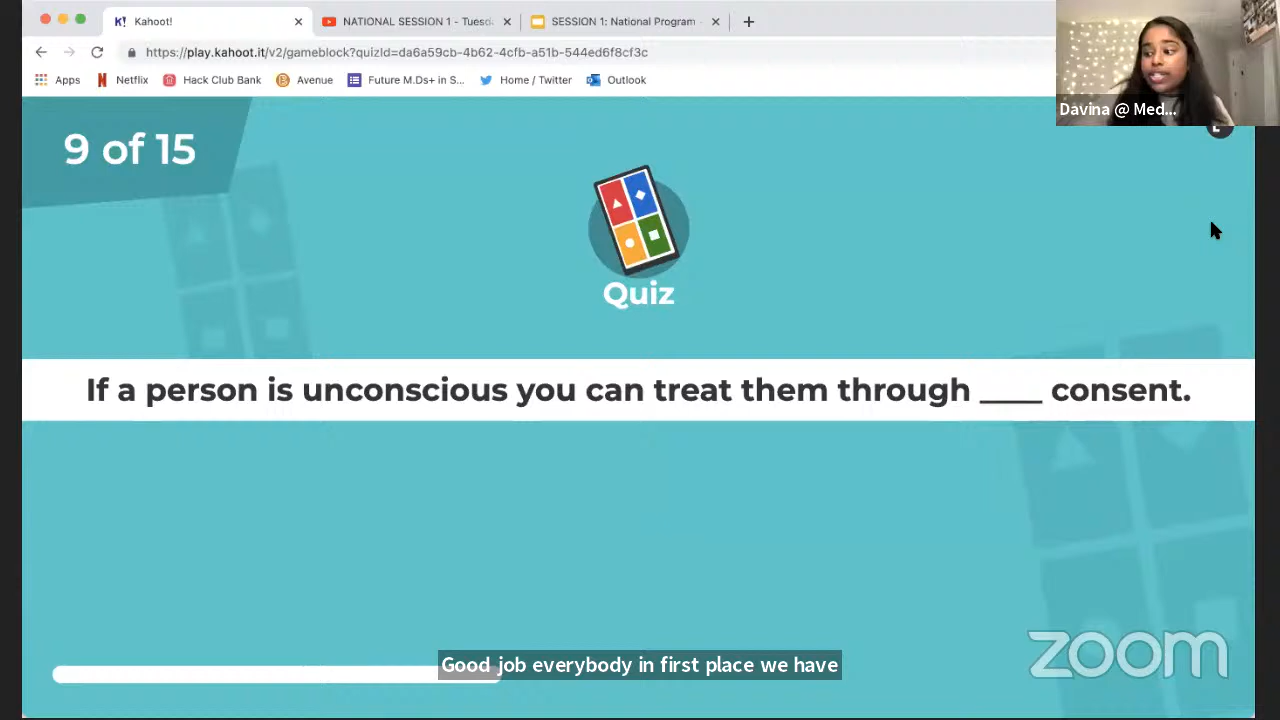 Kahoot!
NATIONAL SESSION 1 - Tuesd
SESSION 1: National Program -
https://play.kahoot.it/v2/gameblock?quizId=da6a59cb-4b62-4cfb-a51b-544ed6f8cf3c
Apps
Netflix
Hack Club Bank
Avenue
Future M.Ds+ in S...
Home / Twitter
Outlook
Davina @ Med...
9 of 15
Quiz
If a person is unconscious you can treat them through ____ consent.
Good job everybody in first place we have
zoom